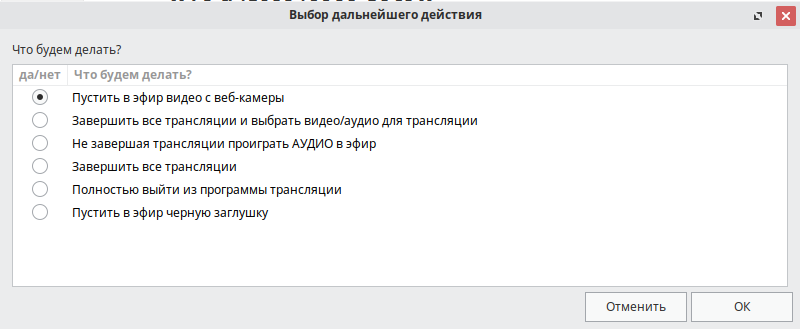 Выбор дальнейшего действия
Что будем делать?
да/нет Что будем делать?
Пустить в эфир видео с веб-камеры
Завершить все трансляции и выбрать видео/аудио для трансляции
Не завершая трансляции проиграть АУДИО в эфир
Завершить все трансляции
Полностью выйти из программы трансляции
Пустить в эфир черную заглушку
Отменить ОК